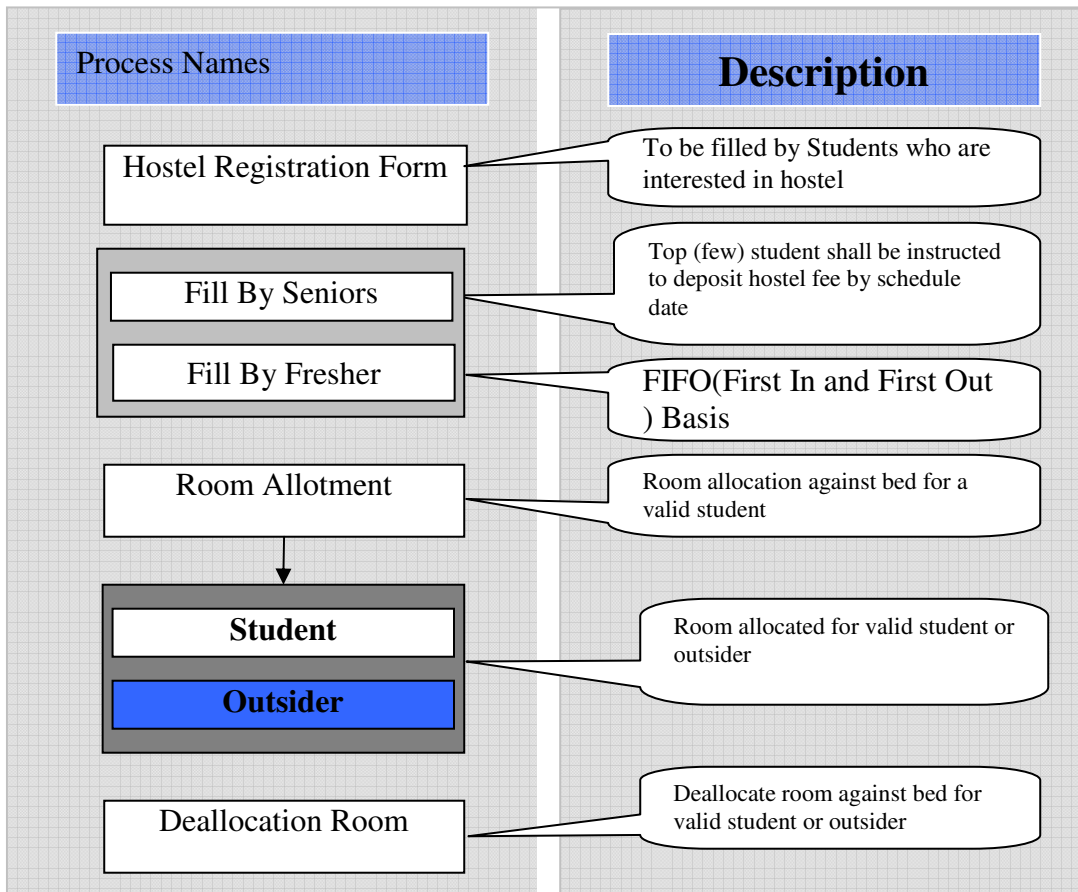 Process Names
Description
Hostel Registration Form
To be filled by Students who are
interested in hostel
Fill By Seniors
Top (few) student shall be instructed
to deposit hostel fee by schedule
date
Fill By Fresher
FIFO(First In and First Out
) Basis
Room Allotment
Room allocation against bed for a
valid student
Student
Outsider
Room allocated for valid student or
outsider
Deallocation Room
Deallocate room against bed for
valid student or outsider